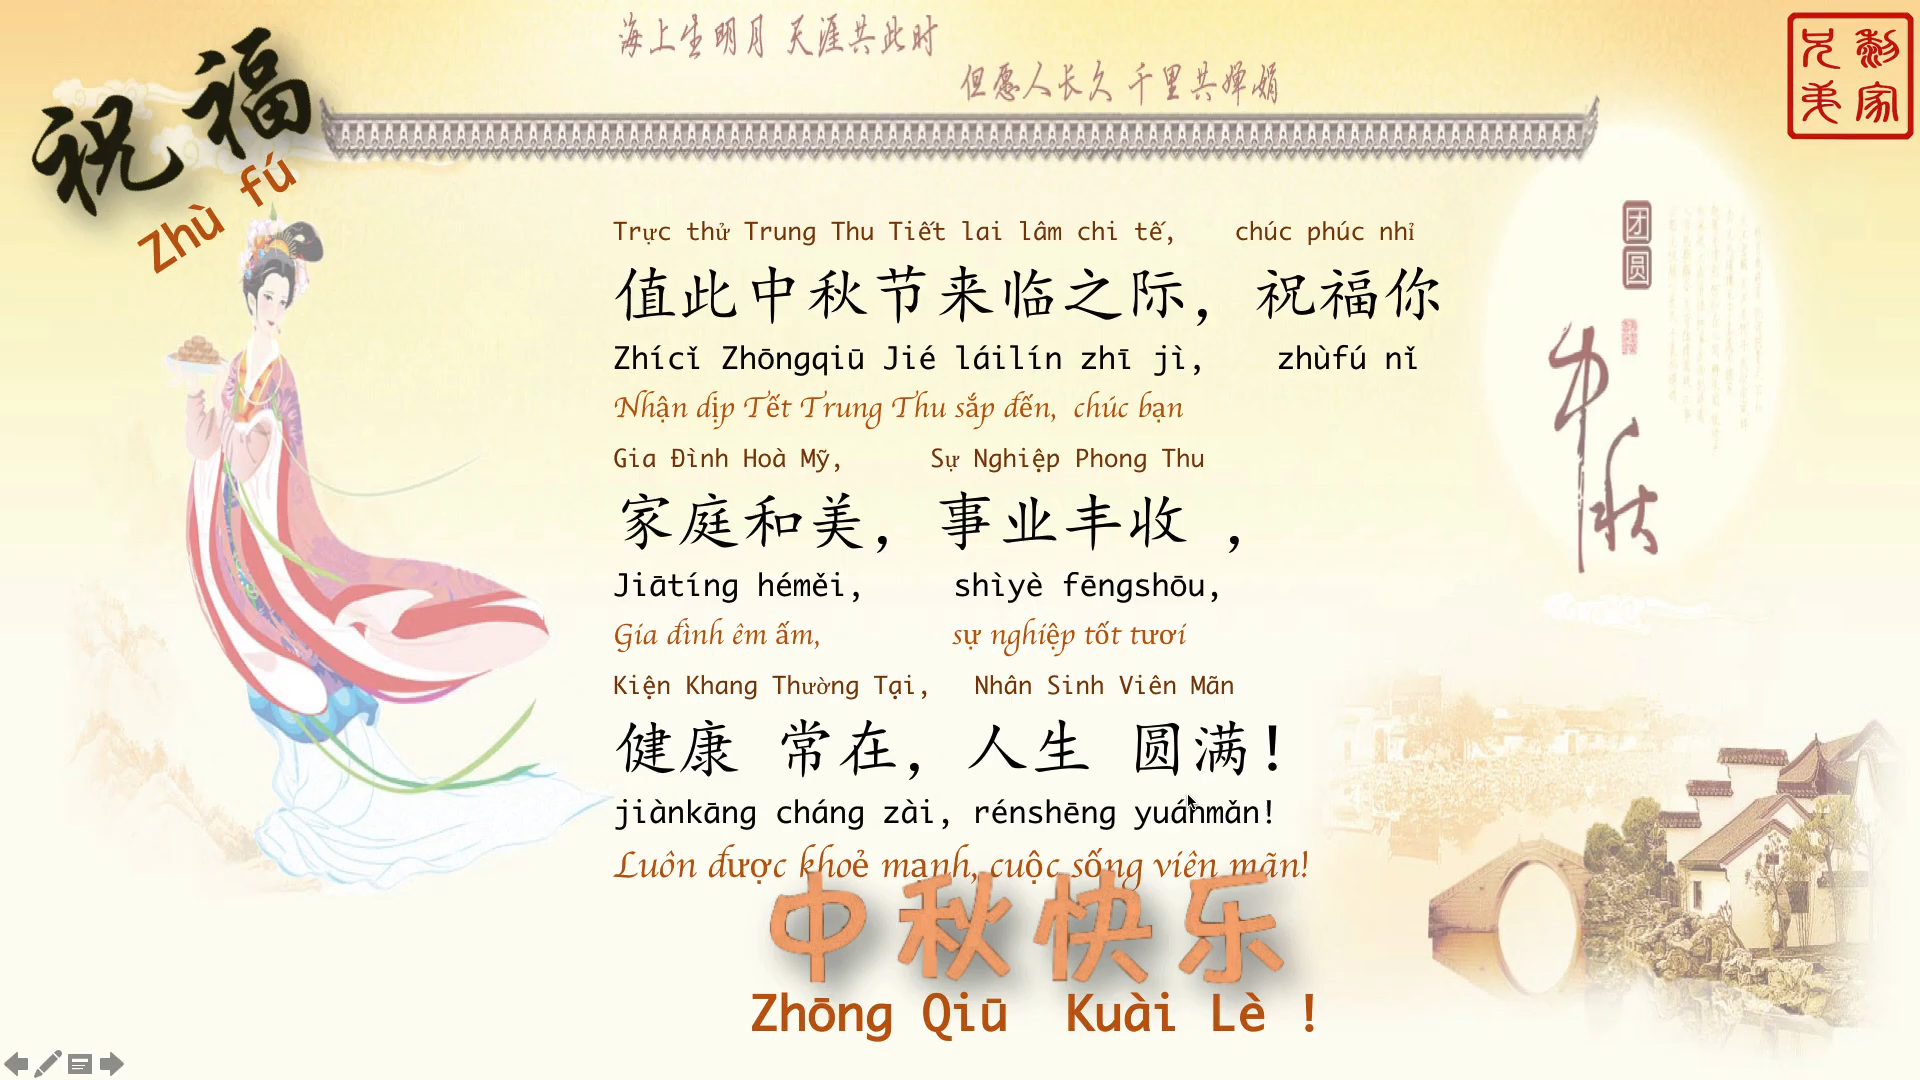 海上生明月 天涯共此时
但愿人长久 千里共婵娟
祝福
Zhù fú
兄弟
黎家
团圆
中秋
Trực thử Trung Thu Tiết lai lâm chi tế, chúc phúc nhỉ
值此中秋节来临之际，祝福你
Zhícǐ Zhōngqiū Jié láilín zhī jì, zhùfú nǐ
Nhận dịp Tết Trung Thu sắp đến, chúc bạn
Gia Đình Hoà Mỹ, Sự Nghiệp Phong Thu
家庭和美，事业丰收 ，
Jiātíng héměi, shìyè fēngshōu,
Gia đình êm ấm, sự nghiệp tốt tươi
Kiện Khang Thường Tại, Nhân Sinh Viên Mãn
健康 常在，人生 圆满！
jiànkāng cháng zài, rénshēng yuánmǎn!
Luôn được khoẻ mạnh, cuộc sống viên mãn!
中秋快乐
Zhōng Qiū Kuài Lè !